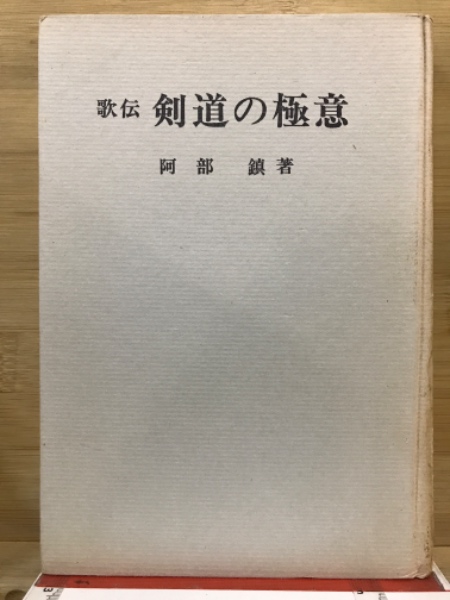 歌伝 剣道の極意
阿部 鎮著